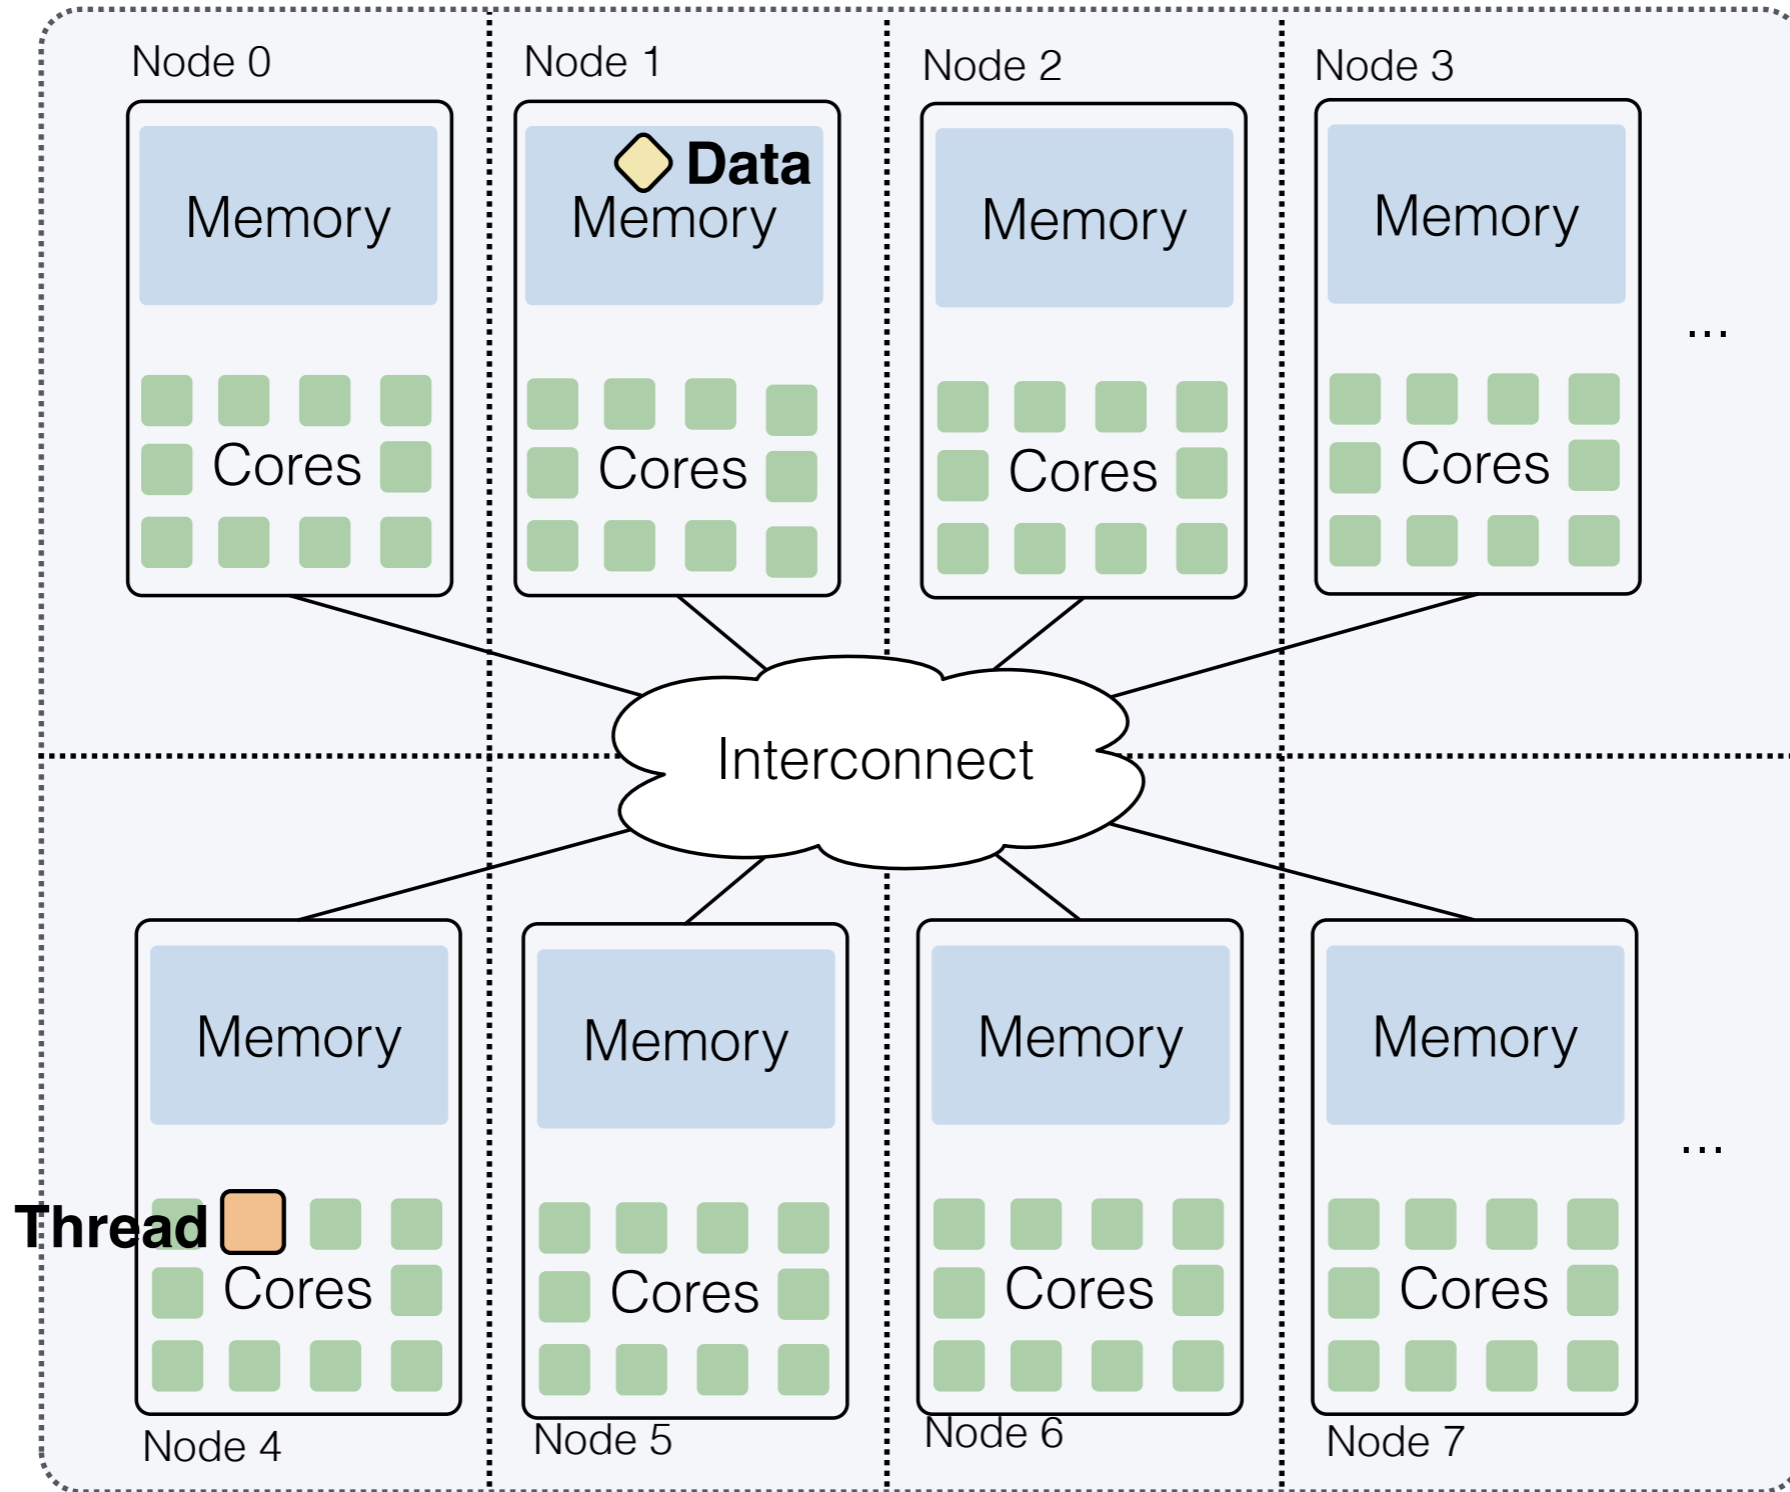 Node 0
Node 1
Node 2
Node 3
Memory
Data
Memory
Memory
Memory
...
Cores
Cores
Cores
Cores
Interconnect
Memory
Memory
Memory
Memory
...
Thread
Cores
Cores
Cores
Cores
Node 4
Node 5
Node 6
Node 7